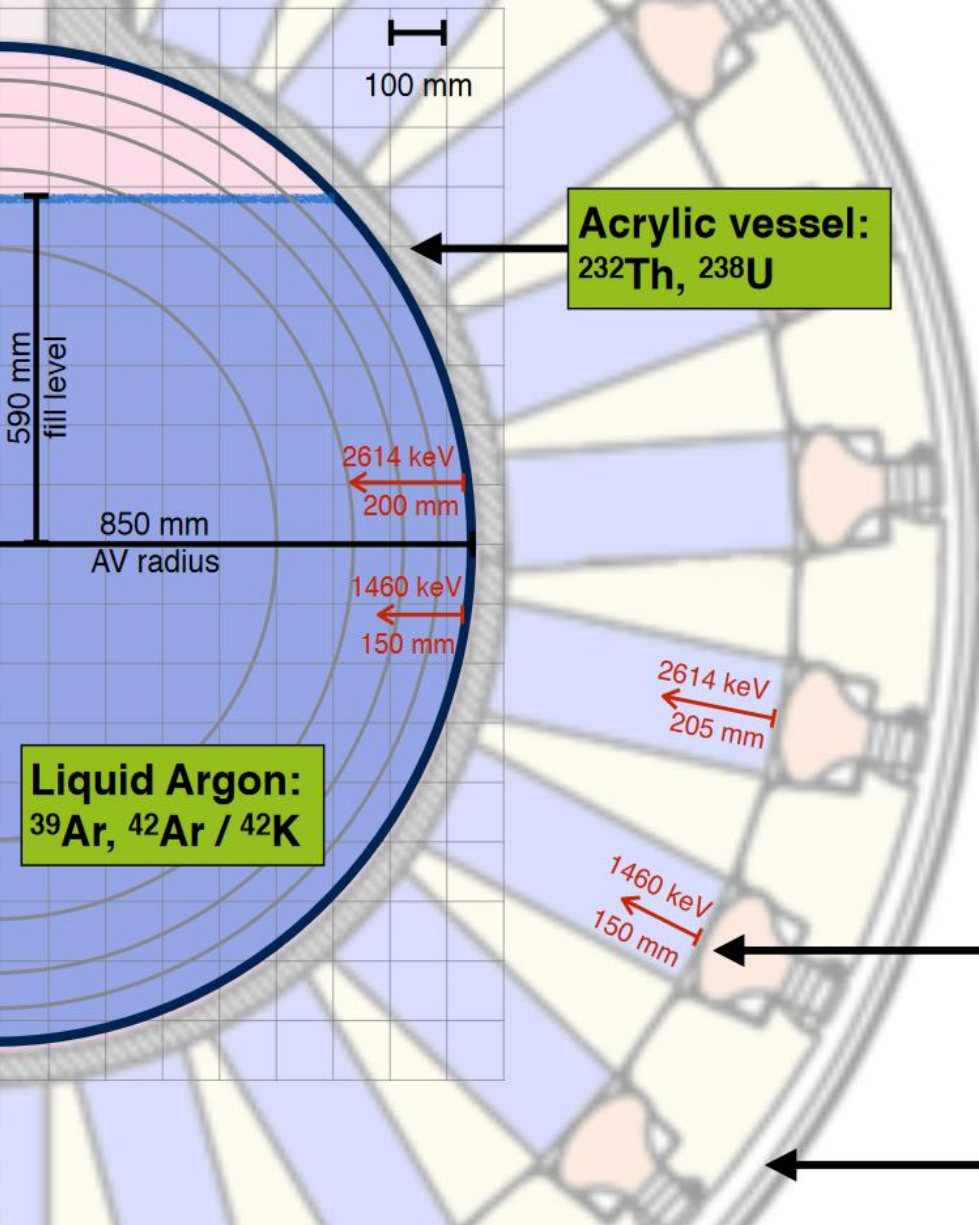 100 mm
Acrylic vessel:
²³²Th, ²³⁸U
590 mm
fill level
2614 keV
200 mm
850 mm
AV radius
1460 keV
150 mm
2614 keV
205 mm
Liquid Argon:
³⁹Ar, ⁴²Ar / ⁴²K
1460 keV
150 mm